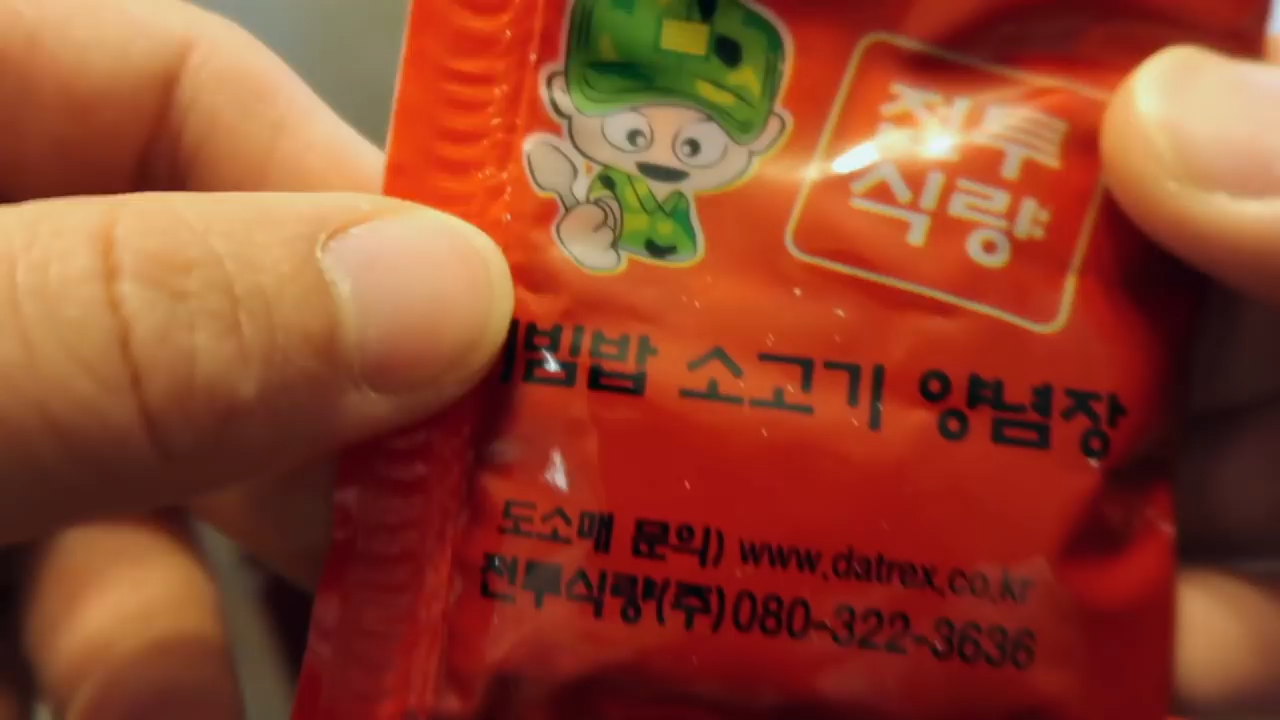 전투
식량
비빔밥 소고기 양념장
도소매 문의) www.datrex.co.kr
전투식량(주)080-322-3636